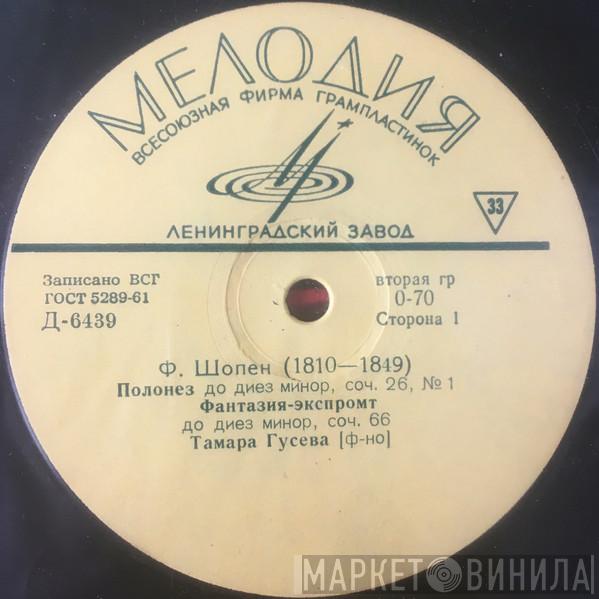 МЕЛОДИЯ
ВСЕСОЮЗНАЯ ФИРМА ГРАМПЛАСТИНОК
33
ЛЕНИНГРАДСКИЙ ЗАВОД
Записано ВСГ
ГОСТ 5289-61
Д-6439
вторая гр
0-70
Сторона 1
Ф. Шопен (1810—1849)
Полонез до диез минор, соч. 26, № 1
Фантазия-экспромт
до диез минор, соч. 66
Тамара Гусева [ф-но]
МАРКЕТ ВИНИЛА